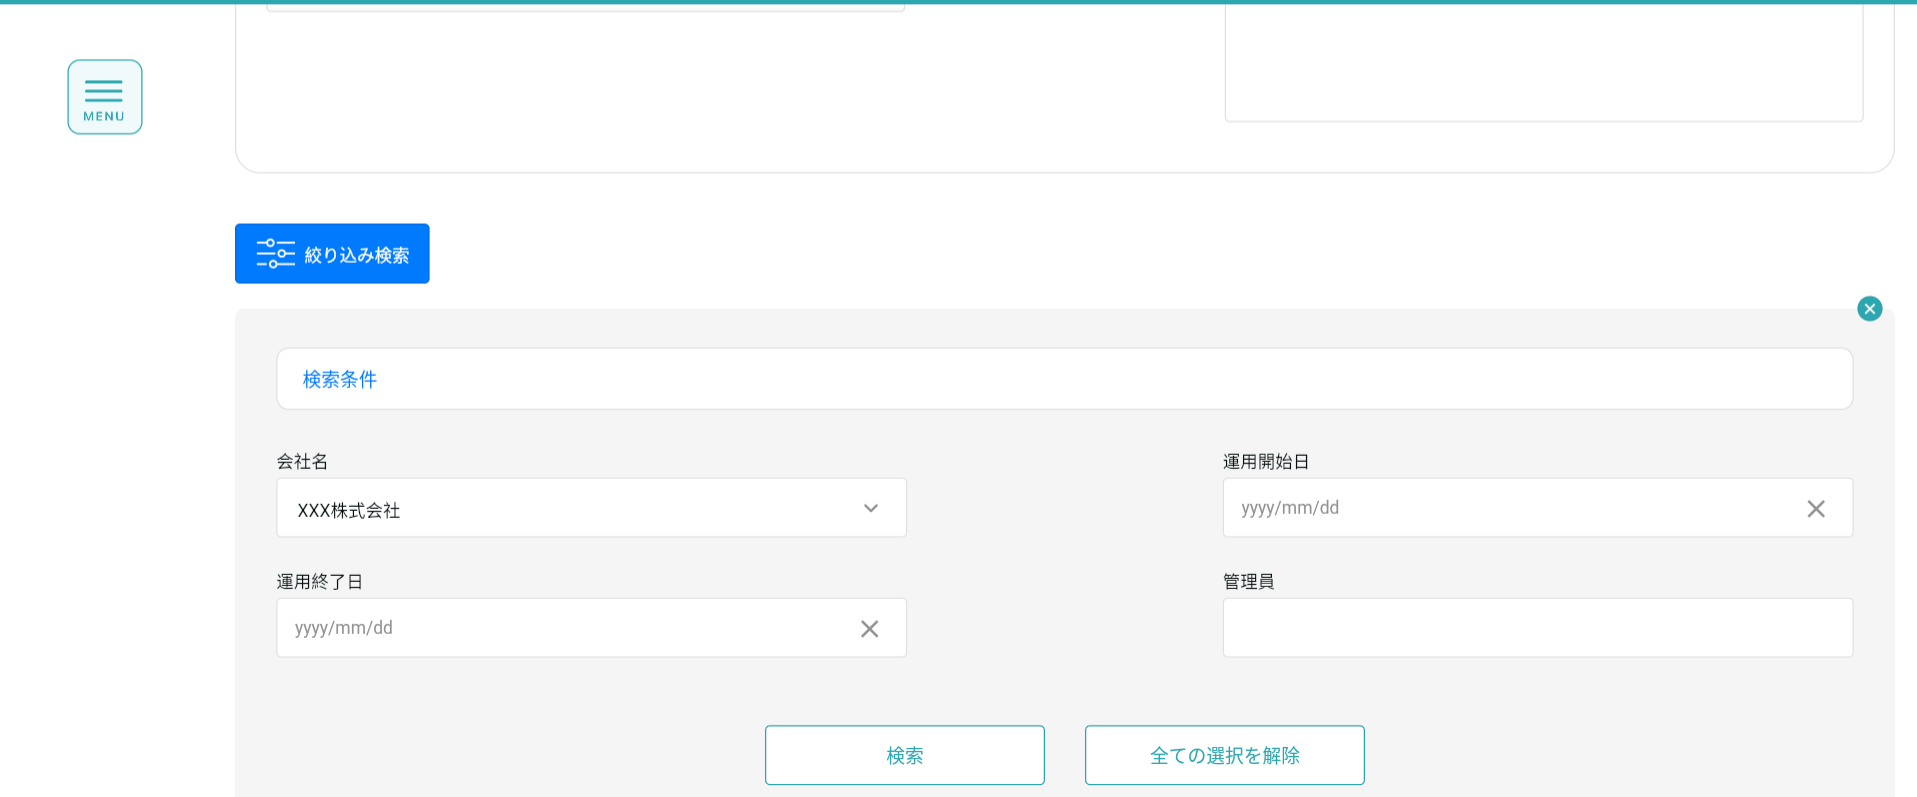 MENU
絞り込み検索
検索条件
会社名
運用開始日
XXX株式会社
yyyy/mm/dd
運用終了日
管理員
yyyy/mm/dd
検索
全ての選択を解除